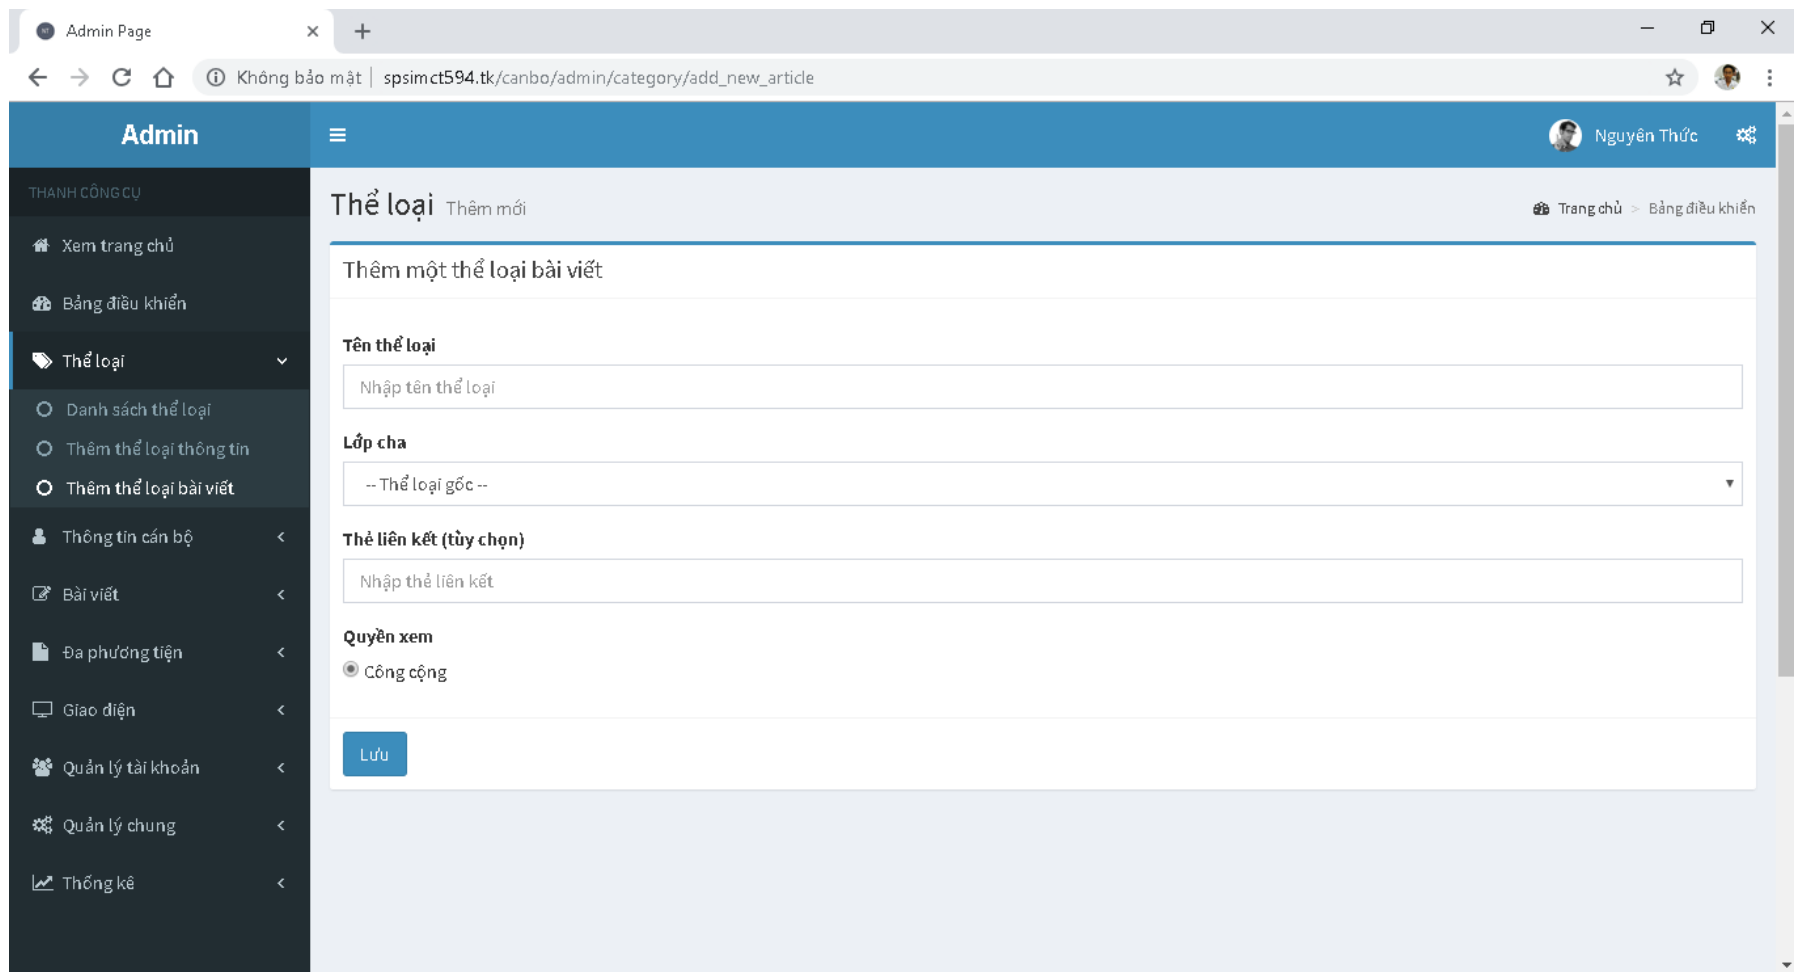 Admin Page
Không bảo mật | spsimct594.tk/canbo/admin/category/add_new_article
Admin
Nguyên Thức
THANH CÔNG CỤ
Thể loại Thêm mới
Trang chủ > Bảng điều khiển
Xem trang chủ
Thêm một thể loại bài viết
Bảng điều khiển
Tên thể loại
Thể loại
Nhập tên thể loại
Danh sách thể loại
Lớp cha
Thêm thể loại thông tin
-- Thể loại gốc --
Thêm thể loại bài viết
Thông tin cán bộ
Thẻ liên kết (tùy chọn)
Nhập thẻ liên kết
Bài viết
Quyền xem
Đa phương tiện
Công cộng
Giao diện
Lưu
Quản lý tài khoản
Quản lý chung
Thống kê